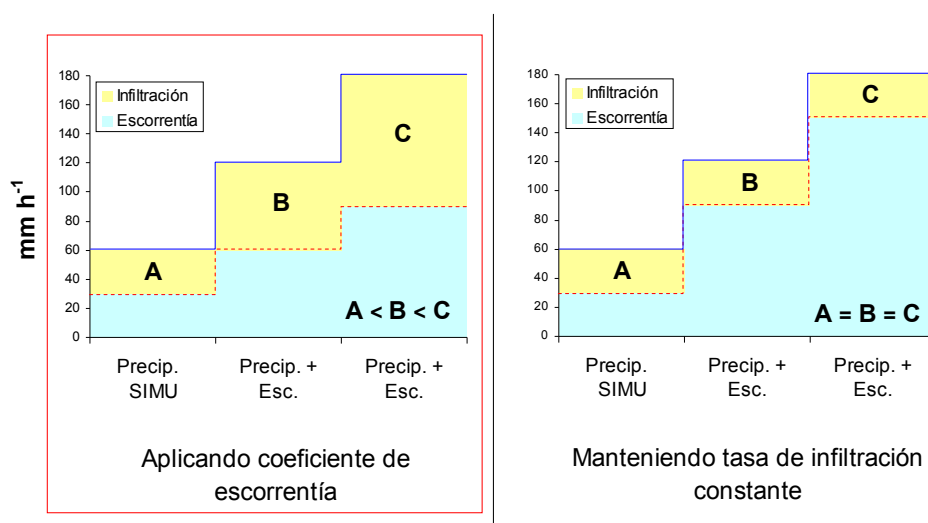 mm h-1
180
160
140
120
100
80
60
40
20
0
Infiltración
Escorrentía
A
B
C
A < B < C
Precip. SIMU
Precip. + Esc.
Precip. + Esc.
Aplicando coeficiente de
escorrentía
180
160
140
120
100
80
60
40
20
0
Infiltración
Escorrentía
A
B
C
A = B = C
Precip. SIMU
Precip. + Esc.
Precip. + Esc.
Manteniendo tasa de infiltración
constante